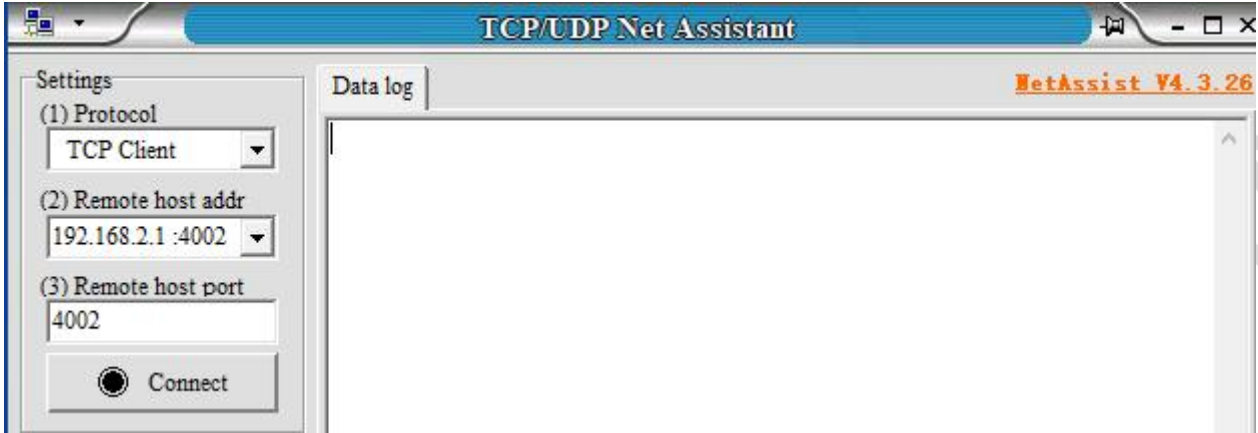 TCP/UDP Net Assistant
Settings
(1) Protocol
TCP Client
(2) Remote host addr
192.168.2.1 :4002
(3) Remote host port
4002
Connect
Data log
NetAssist V4.3.26